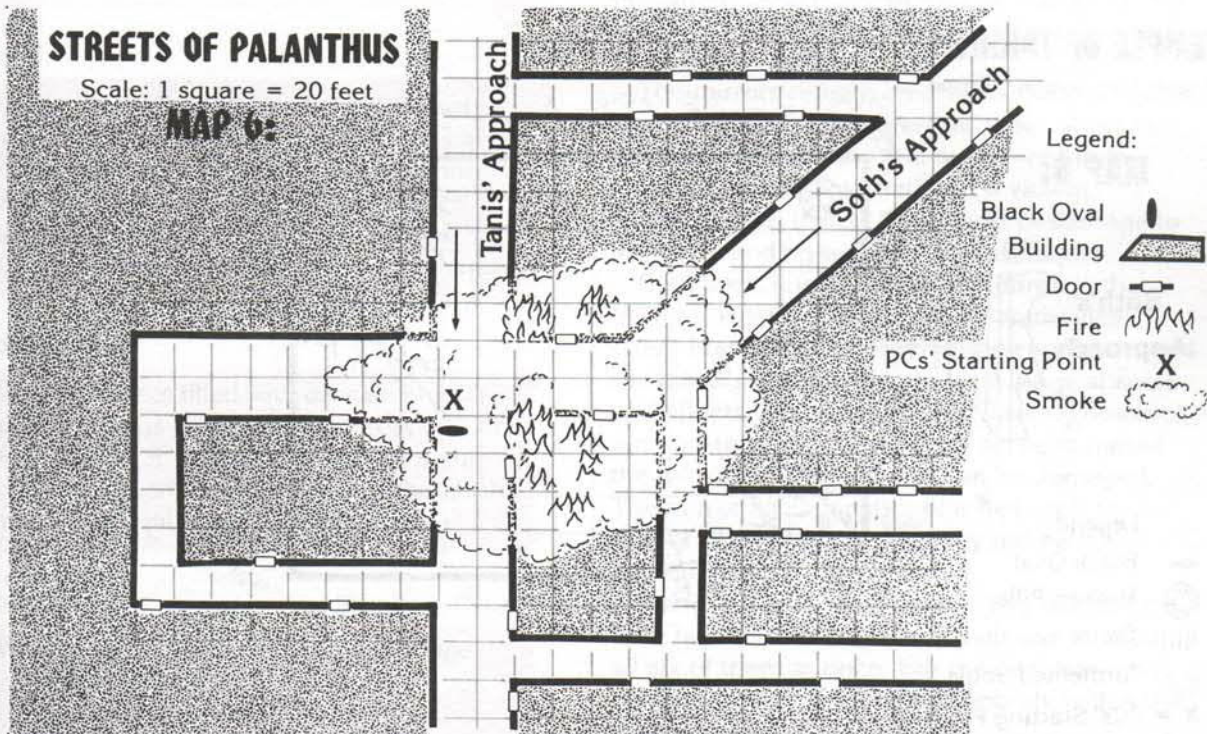 STREETS OF PALANTHUS
Scale: 1 square = 20 feet
MAP 6:
Tanis' Approach
Soth's Approach
X
Legend:
Black Oval
Building
Door
Fire
PCs' Starting Point X
Smoke